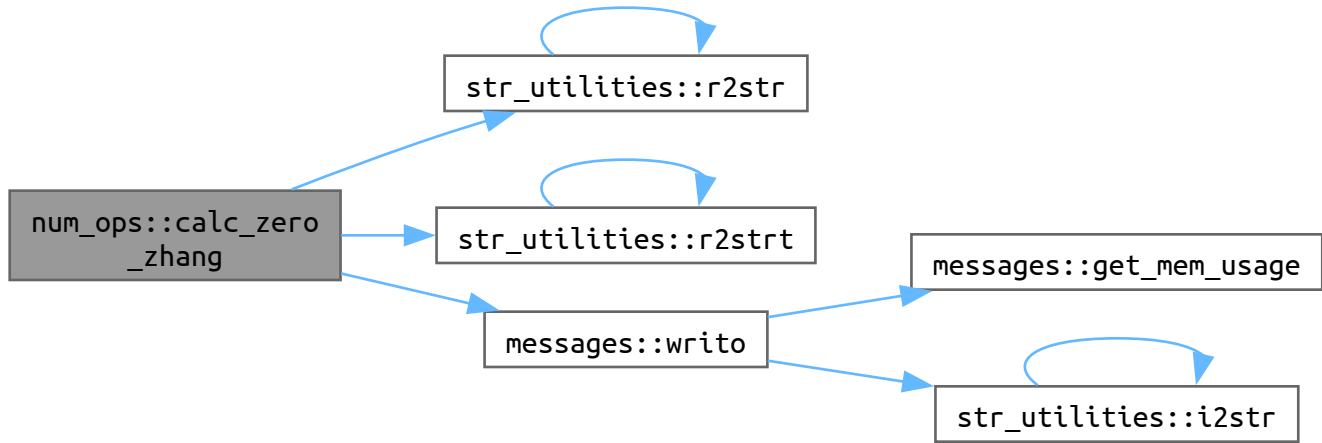 str_utilities::r2str
num_ops::calc_zero
_zhang
str_utilities::r2strt
messages::get_mem_usage
messages::writo
str_utilities::i2str